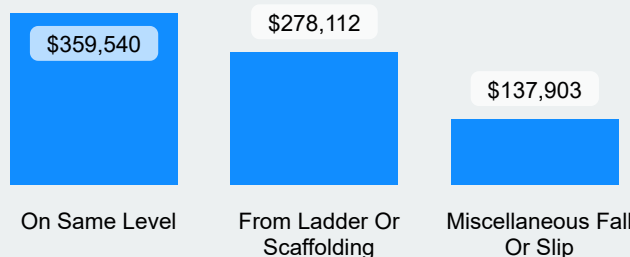 $359,540
$278,112
$137,903
On Same Level
From Ladder Or
Scaffolding
Miscellaneous Fall
Or Slip